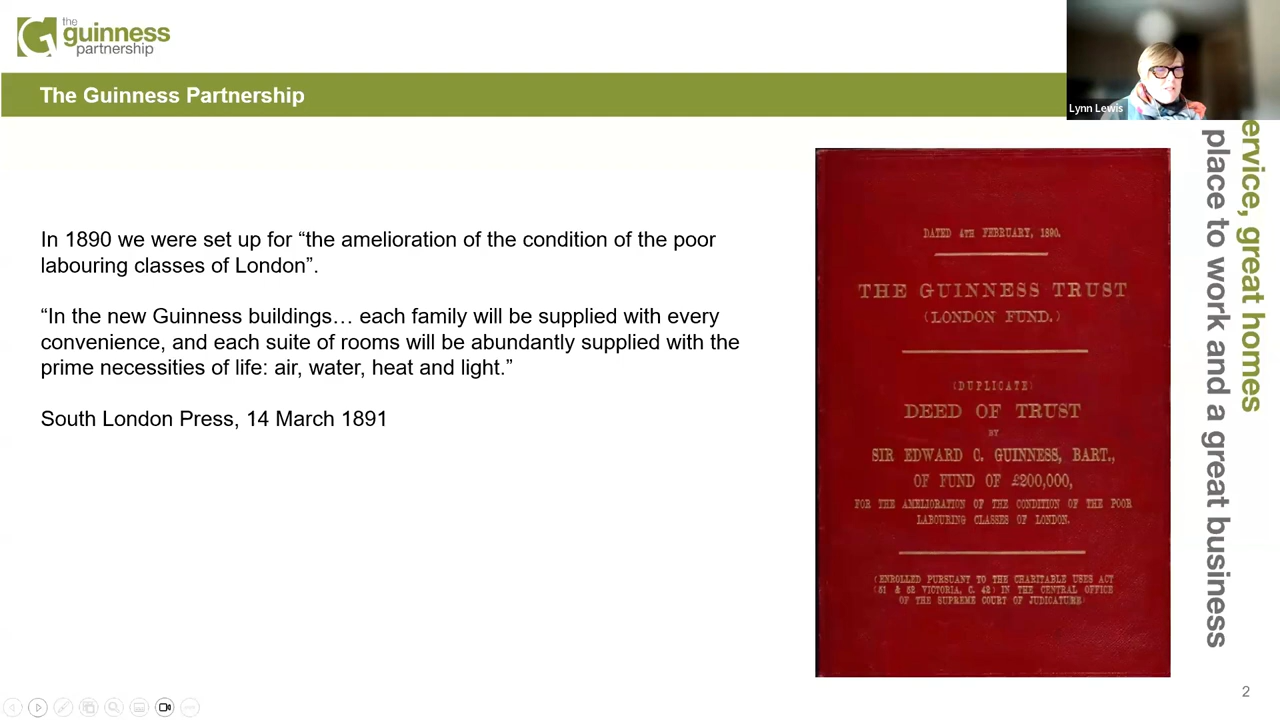 the
guinness
partnership
The Guinness Partnership
Lynn Lewis
In 1890 we were set up for “the amelioration of the condition of the poor
labouring classes of London”.
“In the new Guinness buildings… each family will be supplied with every
convenience, and each suite of rooms will be abundantly supplied with the
prime necessities of life: air, water, heat and light.”
South London Press, 14 March 1891
DATED 4TH FEBRUARY, 1890.
THE GUINNESS TRUST
(LONDON FUND.)
(DUPLICATE)
DEED OF TRUST
BY
SIR EDWARD C. GUINNESS, BART.,
OF FUND OF £200,000,
FOR THE AMELIORATION OF THE CONDITION OF THE POOR
LABOURING CLASSES OF LONDON.
(ENROLLED PURSUANT TO THE CHARITABLE USES ACT
(51 & 52 VICTORIA, C. 42) IN THE CENTRAL OFFICE
OF THE SUPREME COURT OF JUDICATURE)
ervice, great homes
place to work and a great business
2